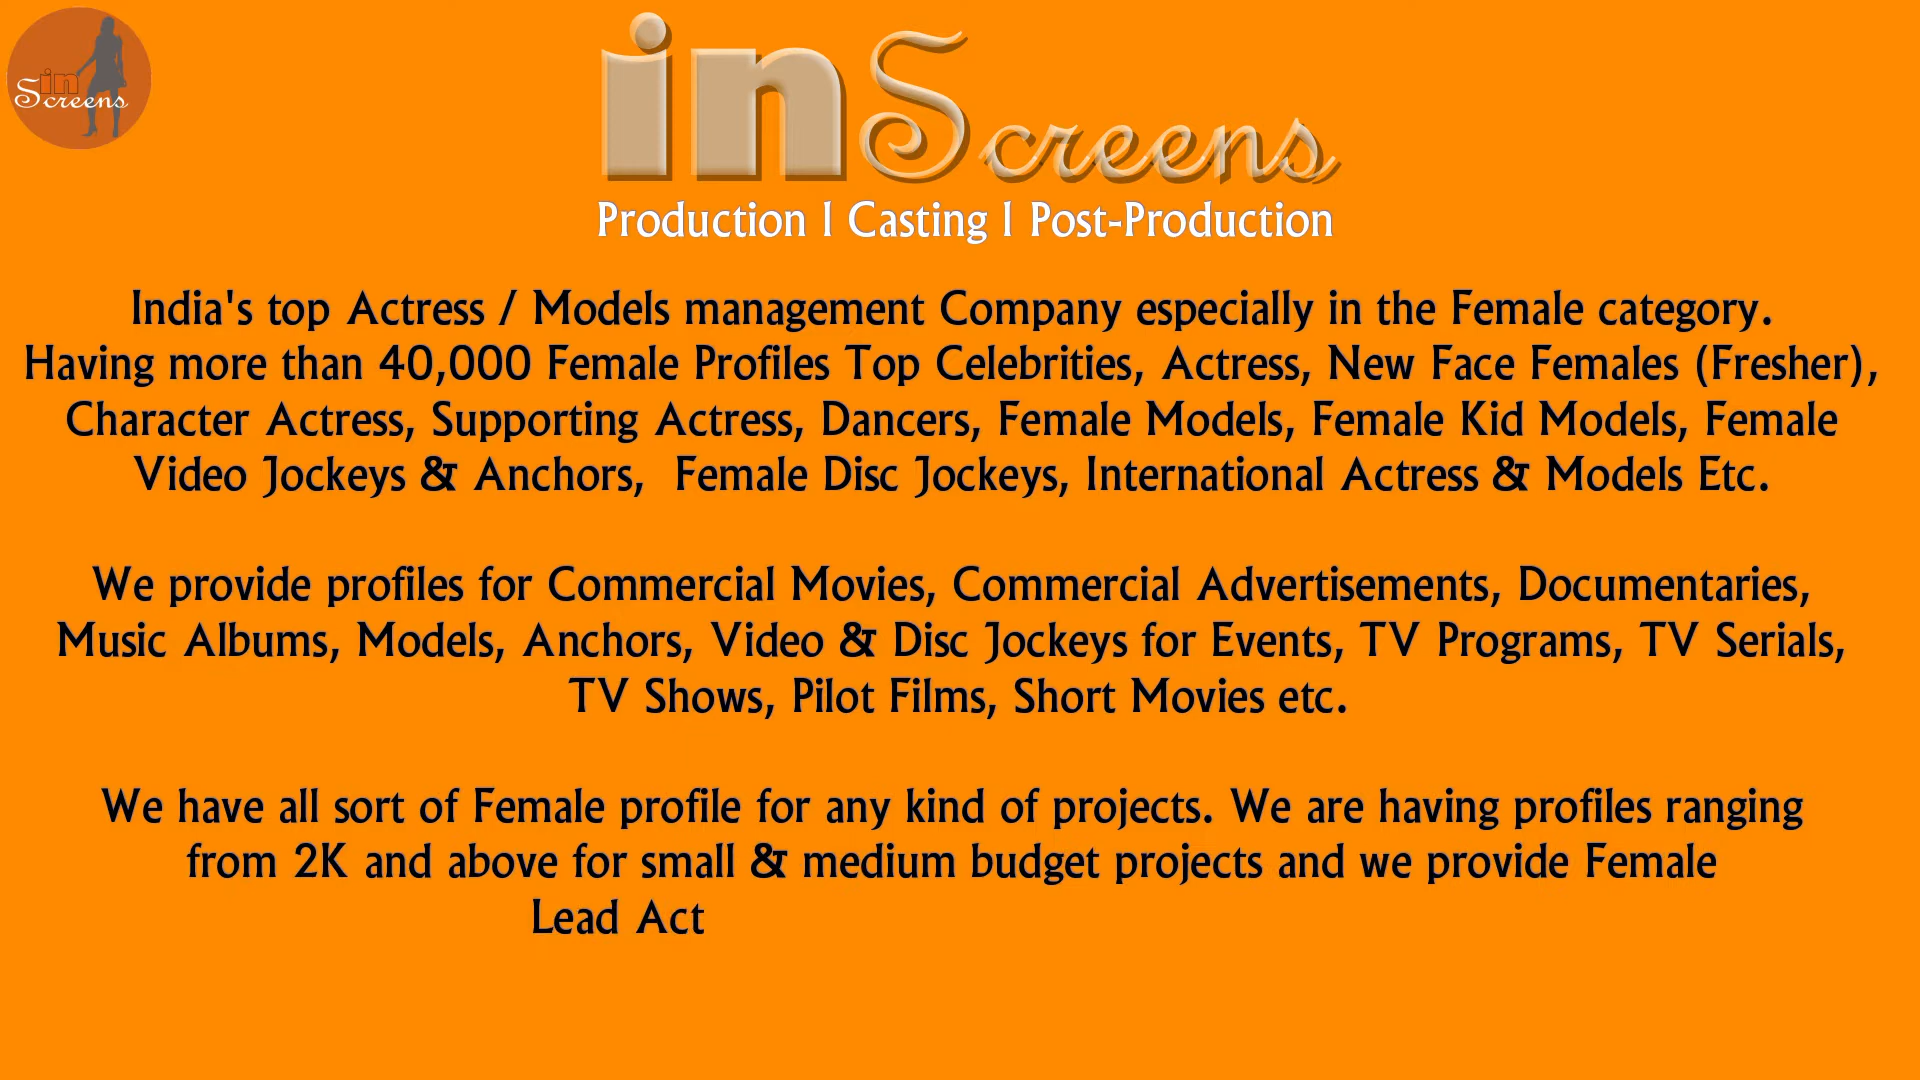 in
Screens
inScreens
Production | Casting | Post-Production
India's top Actress / Models management Company especially in the Female category.
Having more than 40,000 Female Profiles Top Celebrities, Actress, New Face Females (Fresher),
Character Actress, Supporting Actress, Dancers, Female Models, Female Kid Models, Female
Video Jockeys & Anchors,  Female Disc Jockeys, International Actress & Models Etc.
We provide profiles for Commercial Movies, Commercial Advertisements, Documentaries,
Music Albums, Models, Anchors, Video & Disc Jockeys for Events, TV Programs, TV Serials,
TV Shows, Pilot Films, Short Movies etc.
We have all sort of Female profile for any kind of projects. We are having profiles ranging
from 2K and above for small & medium budget projects and we provide Female
Lead Act